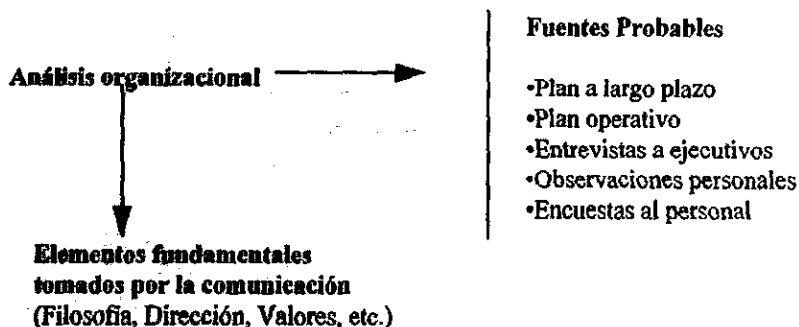 Análisis organizacional
Fuentes Probables
•Plan a largo plazo
•Plan operativo
•Entrevistas a ejecutivos
•Observaciones personales
•Encuestas al personal
Elementos fundamentales
tomados por la comunicación
(Filosofía, Dirección, Valores, etc.)